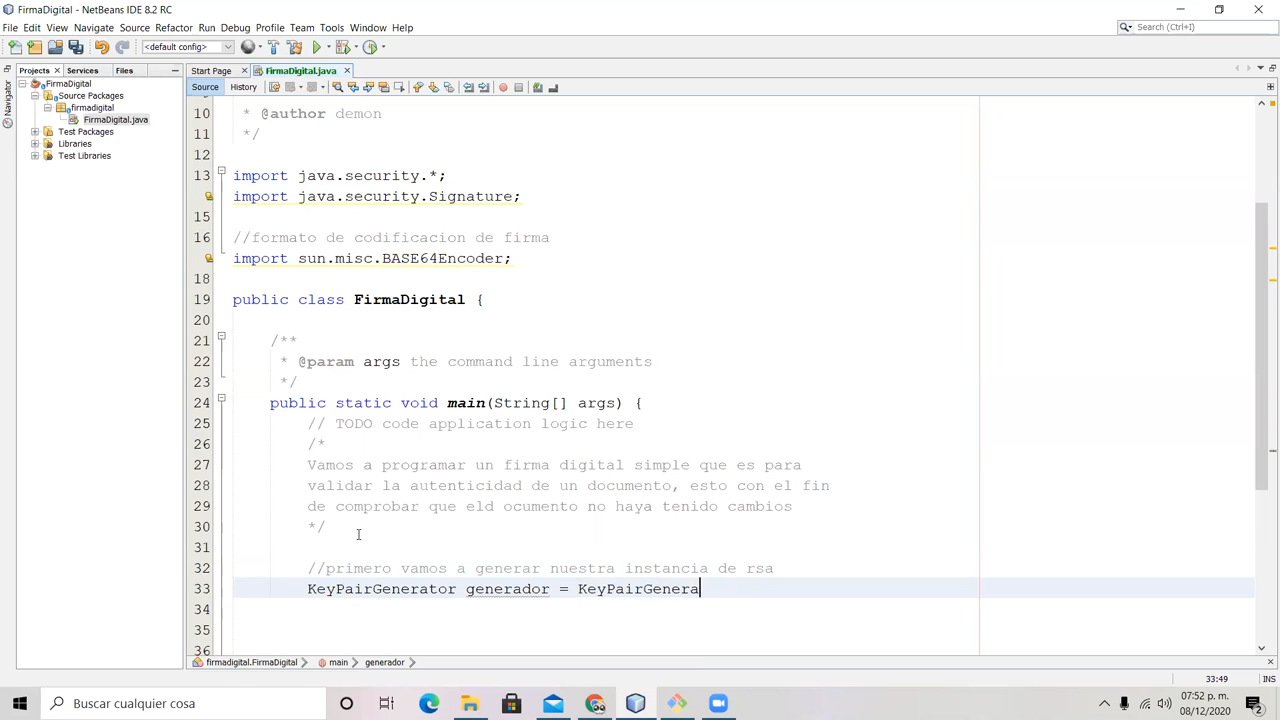 FirmaDigital - NetBeans IDE 8.2 RC
File Edit View Navigate Source Refactor Run Debug Profile Team Tools Window Help
Search (Ctrl+I)
<default config>
Projects Services Files
Start Page FirmaDigital.java
Source History
Navigator
FirmaDigital
Source Packages
firmadigital
FirmaDigital.java
Test Packages
Libraries
Test Libraries
10 * @author demon
11 */
12
13 import java.security.*;
14 import java.security.Signature;
15
16 //formato de codificacion de firma
17 import sun.misc.BASE64Encoder;
18
19 public class FirmaDigital {
20
21 /**
22 * @param args the command line arguments
23 */
24 public static void main(String[] args) {
25 // TODO code application logic here
26 /*
27 Vamos a programar un firma digital simple que es para
28 validar la autenticidad de un documento, esto con el fin
29 de comprobar que eld ocumento no haya tenido cambios
30 */
31
32 //primero vamos a generar nuestra instancia de rsa
33 KeyPairGenerator generador = KeyPairGenera
34
35
36
firmadigital.FirmaDigital main generador
33:49 INS
Buscar cualquier cosa
07:52 p. m.
08/12/2020
2